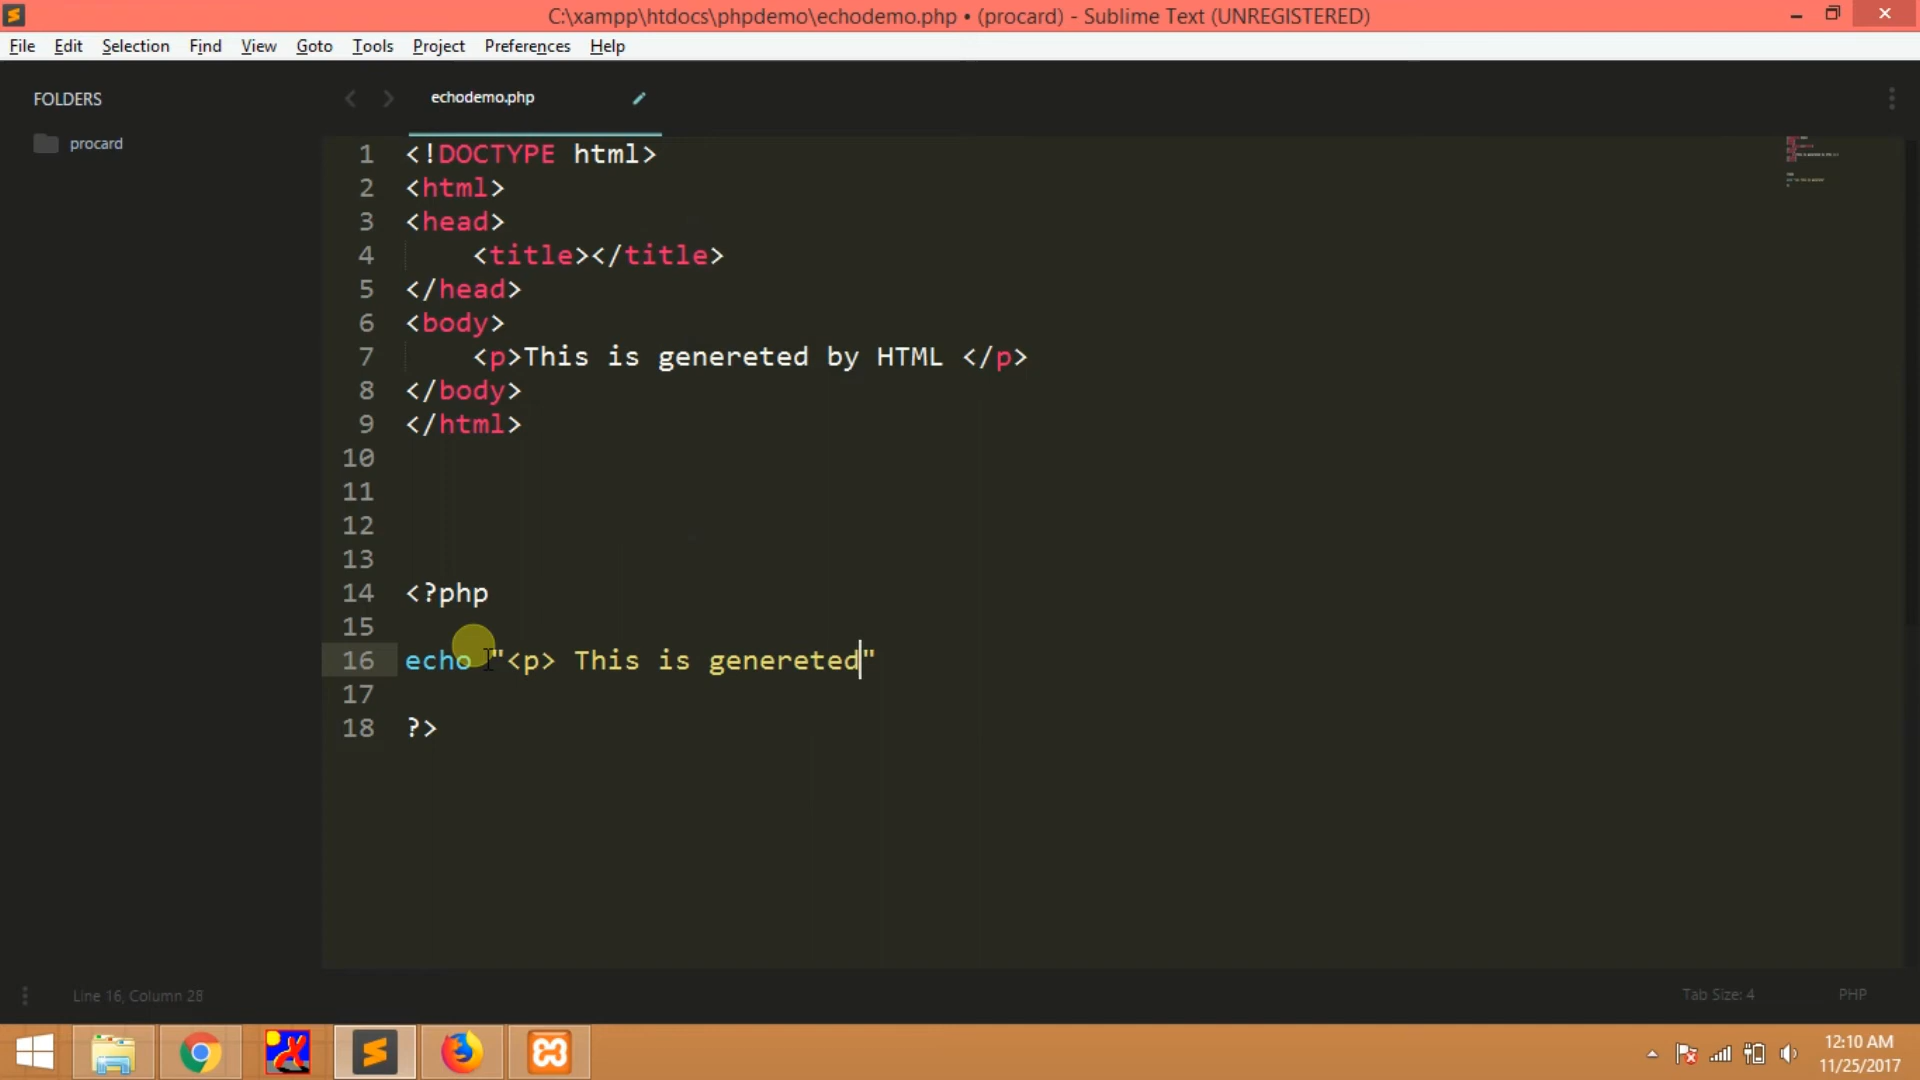 C:\xampp\htdocs\phpdemo\echodemo.php • (procard) - Sublime Text (UNREGISTERED)
File Edit Selection Find View Goto Tools Project Preferences Help
FOLDERS
procard
echodemo.php
1 <!DOCTYPE html>
2 <html>
3 <head>
4 <title></title>
5 </head>
6 <body>
7 <p>This is genereted by HTML </p>
8 </body>
9 </html>
10
11
12
13
14 <?php
15
16 echo "<p> This is genereted"
17
18 ?>
Line 16, Column 28
Tab Size: 4
PHP
12:10 AM
11/25/2017